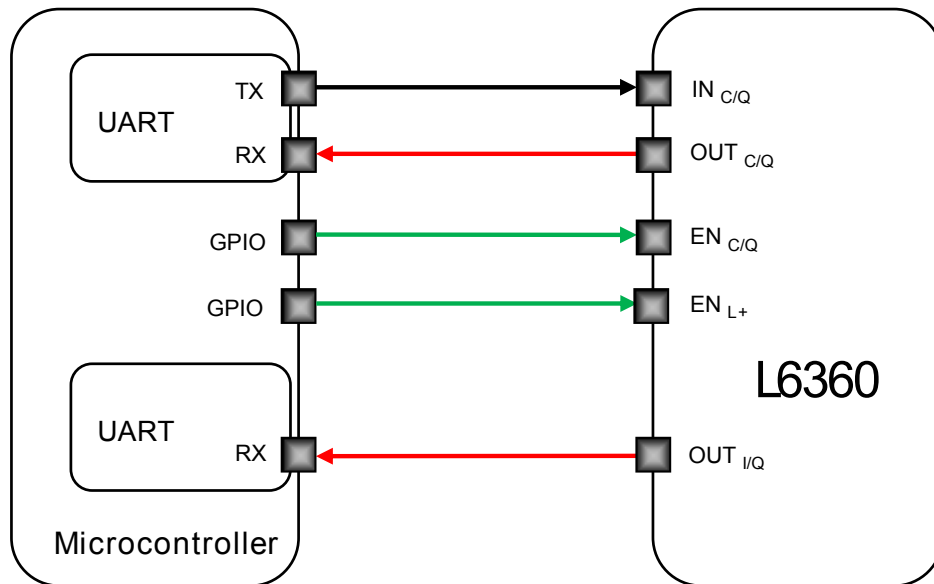 TX
IN C/Q
UART
RX
OUT C/Q
GPIO
EN C/Q
GPIO
EN L+
L6360
UART
RX
OUT I/Q
Microcontroller